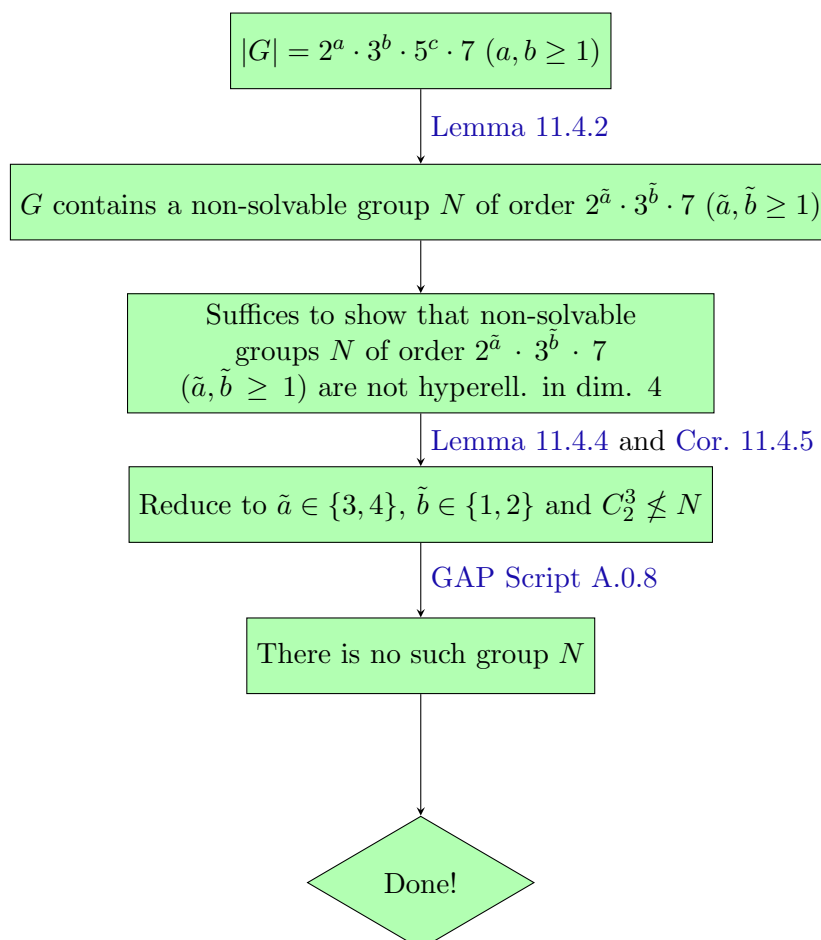 |G| = 2^a · 3^b · 5^c · 7 (a, b ≥ 1)
Lemma 11.4.2
G contains a non-solvable group N of order 2^ã · 3^b̃ · 7 (ã, b̃ ≥ 1)
Suffices to show that non-solvable
groups N of order 2^ã · 3^b̃ · 7
(ã, b̃ ≥ 1) are not hyperell. in dim. 4
Lemma 11.4.4 and Cor. 11.4.5
Reduce to ã ∈ {3, 4}, b̃ ∈ {1, 2} and C_2^3 ≰ N
GAP Script A.0.8
There is no such group N
Done!